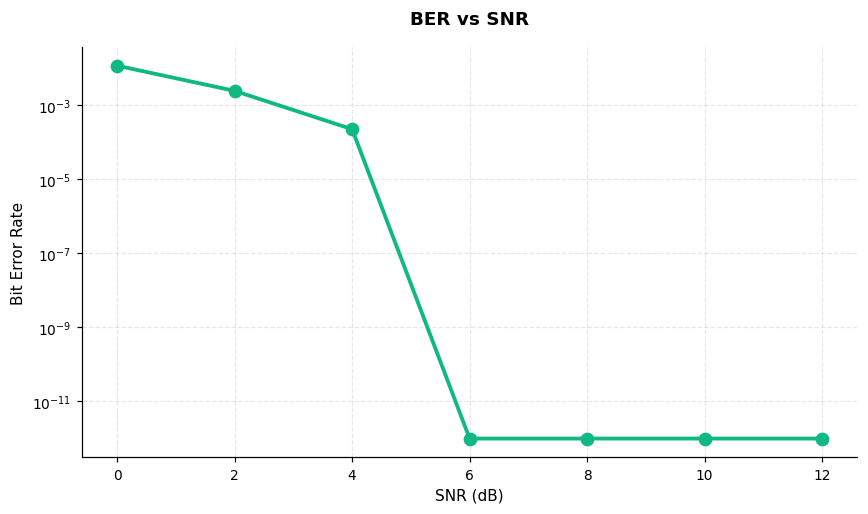 BER vs SNR
Bit Error Rate
10⁻³
10⁻⁵
10⁻⁷
10⁻⁹
10⁻¹¹
0 2 4 6 8 10 12
SNR (dB)